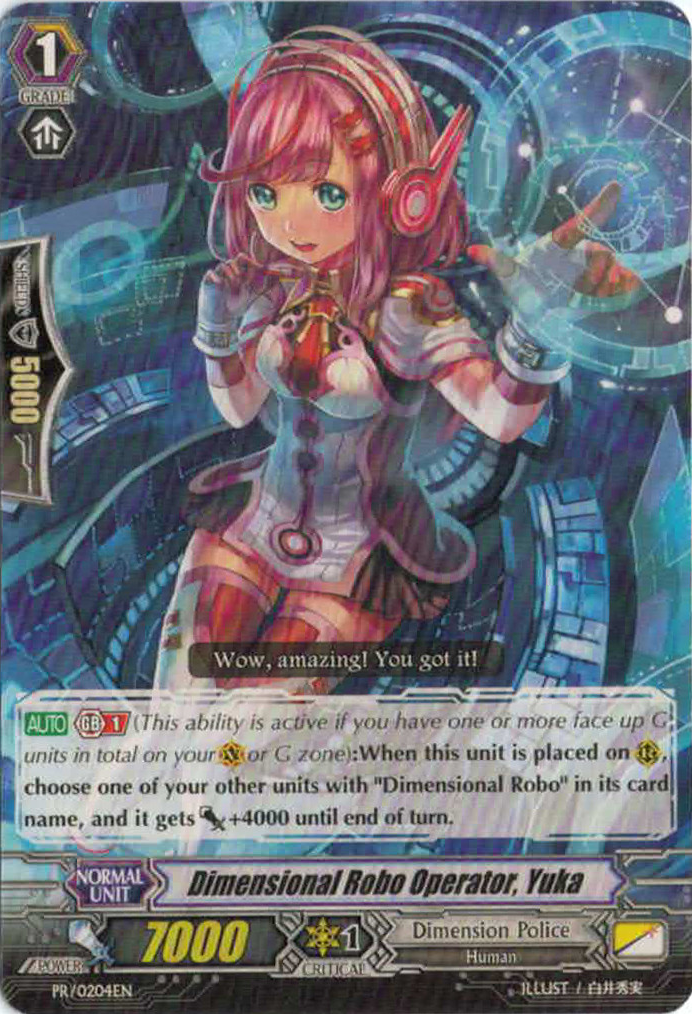 1
GRADE
SHIELD
5000
Wow, amazing! You got it!
AUTO GB 1 (This ability is active if you have one or more face up G
units in total on your V or G zone):When this unit is placed on R,
choose one of your other units with "Dimensional Robo" in its card
name, and it gets +4000 until end of turn.
NORMAL
UNIT
Dimensional Robo Operator, Yuka
POWER
7000
1
CRITICAL
Dimension Police
Human
PR/0204EN
ILLUST / 白井秀実